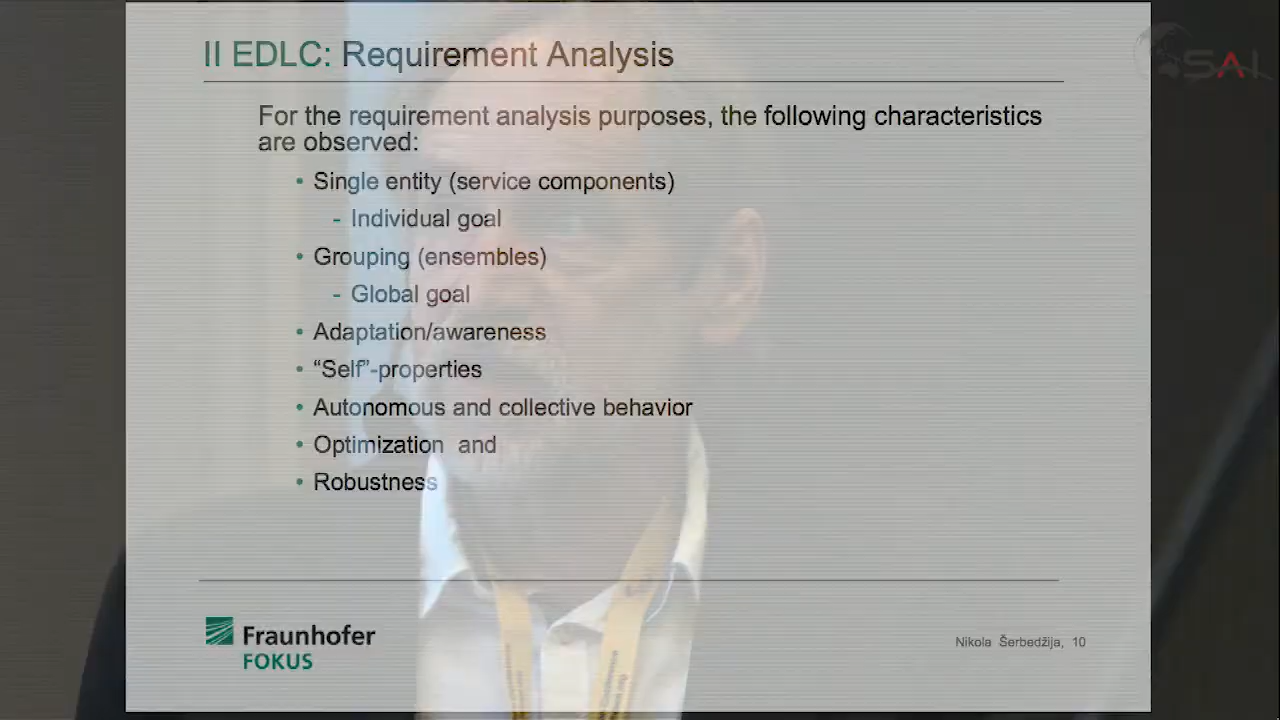 II EDLC: Requirement Analysis
SAI
For the requirement analysis purposes, the following characteristics
are observed:
• Single entity (service components)
- Individual goal
• Grouping (ensembles)
- Global goal
• Adaptation/awareness
• “Self”-properties
• Autonomous and collective behavior
• Optimization and
• Robustness
Fraunhofer
FOKUS
Nikola Šerbedžija, 10